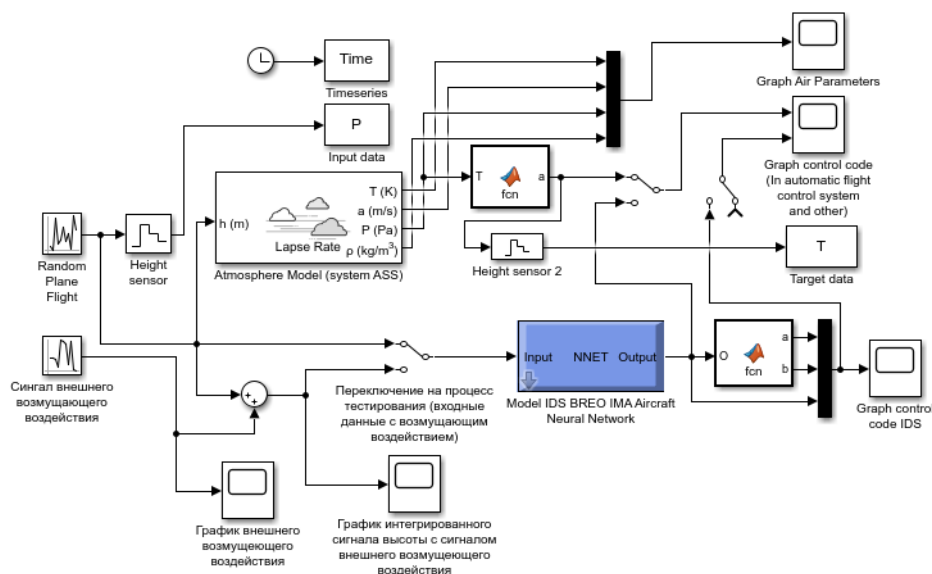 Time
Timeseries
Graph Air Parameters
P
Input data
Graph control code
(In automatic flight
control system
and other)
T
fcn
a
h (m)
Lapse Rate
T (K)
a (m/s)
P (Pa)
ρ (kg/m³)
Atmosphere Model (system ASS)
Random
Plane
Flight
Height
sensor
Height sensor 2
T
Target data
Сингал внешнего
возмущающего
воздействия
+
+
Переключение на процесс
тестирования (входные
данные с возмущающим
воздействием)
Input
NNET
Output
Model IDS BREO IMA Aircraft
Neural Network
O
fcn
a
b
Graph control
code IDS
График внешнего
возмущеющего
воздействия
График интегрированного
сигнала высоты с сигналом
внешнего возмущеющего
воздействия